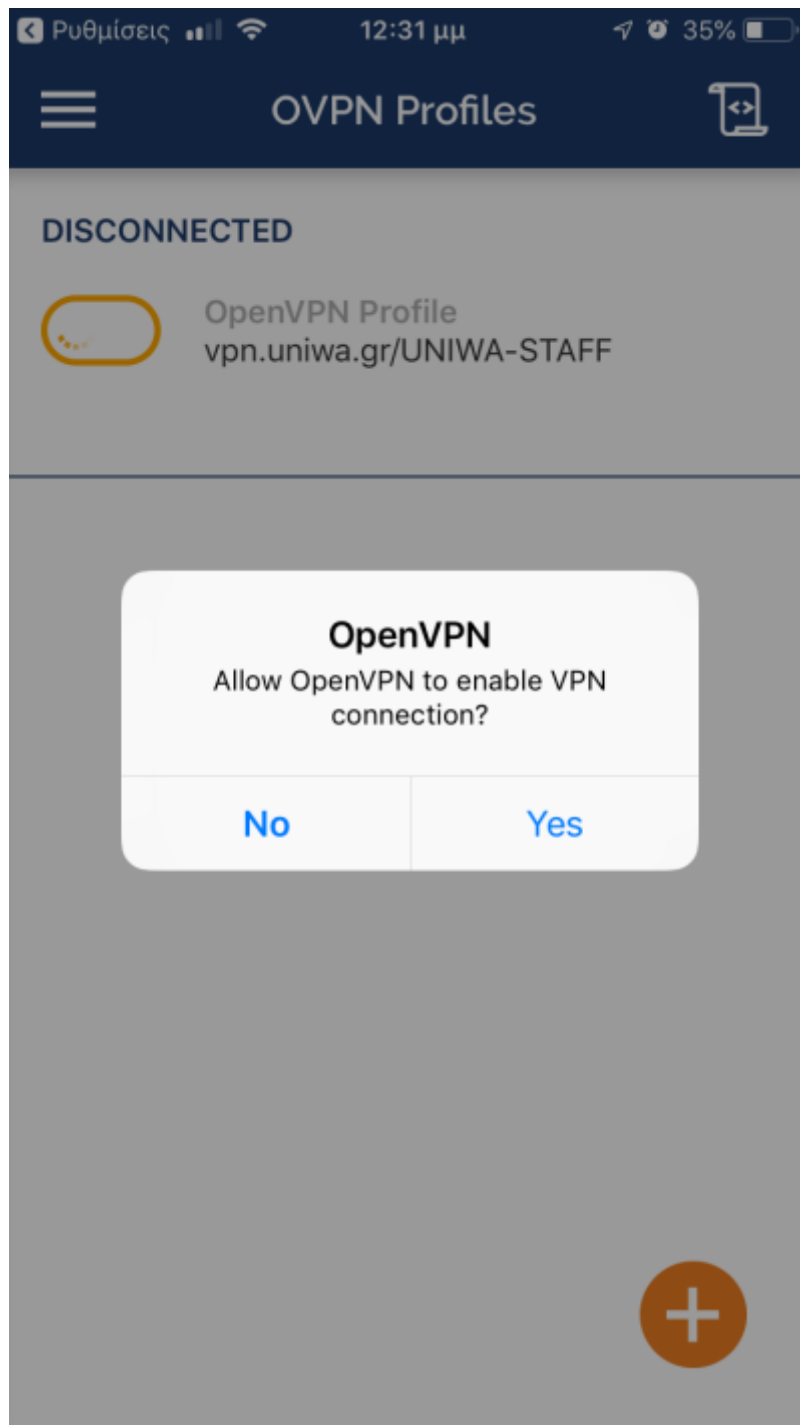 Ρυθμίσεις 12:31 μμ 35%
OVPN Profiles
DISCONNECTED
OpenVPN Profile
vpn.uniwa.gr/UNIWA-STAFF
OpenVPN
Allow OpenVPN to enable VPN
connection?
No Yes